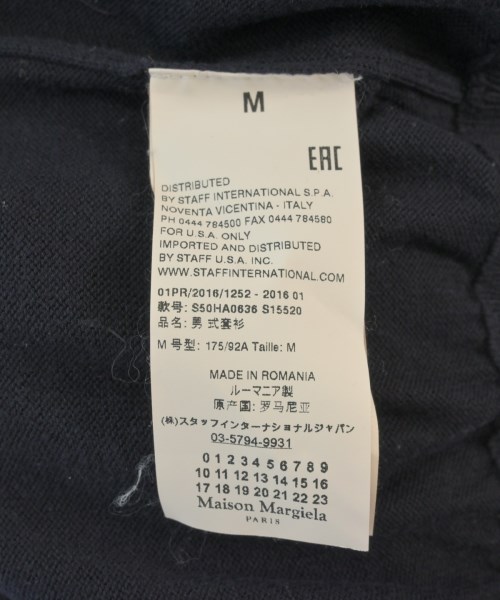 M
EAC
DISTRIBUTED
BY STAFF INTERNATIONAL S.P.A.
NOVENTA VICENTINA - ITALY
PH 0444 784500 FAX 0444 784580
FOR U.S.A. ONLY
IMPORTED AND DISTRIBUTED
BY STAFF U.S.A. INC.
WWW.STAFFINTERNATIONAL.COM
01PR/2016/1252 - 2016 01
款号: S50HA0636 S15520
品名: 男式套衫
M 号型: 175/92A Taille: M
MADE IN ROMANIA
ルーマニア製
原产国: 罗马尼亚
(株)スタッフインターナショナルジャパン
03-5794-9931
0 1 2 3 4 5 6 7 8 9
10 11 12 13 14 15 16
17 18 19 20 21 22 23
Maison Margiela
PARIS